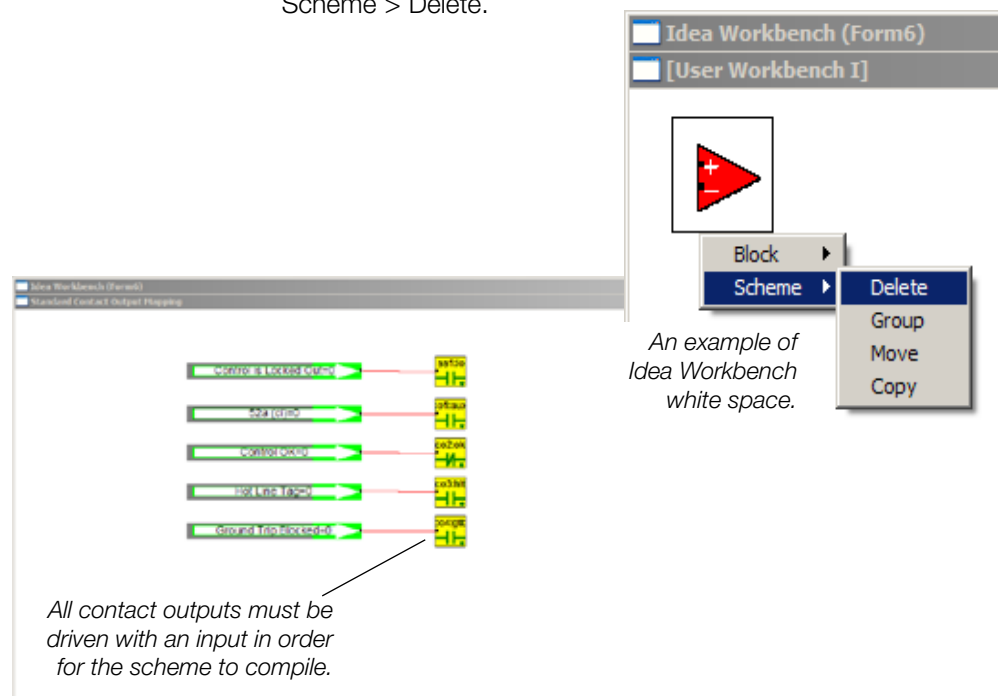 Scheme > Delete.
Idea Workbench (Form6)
[User Workbench I]
+
−
Block
Scheme
Delete
Group
Move
Copy
An example of
Idea Workbench
white space.
Idea Workbench (Form6)
Standard Contact Output Mapping
Control Is Locked Out=0
52a (cl)=0
Control OK=0
co2ok
Hot Line Tag=0
Ground Trip Blocked=0
All contact outputs must be
driven with an input in order
for the scheme to compile.